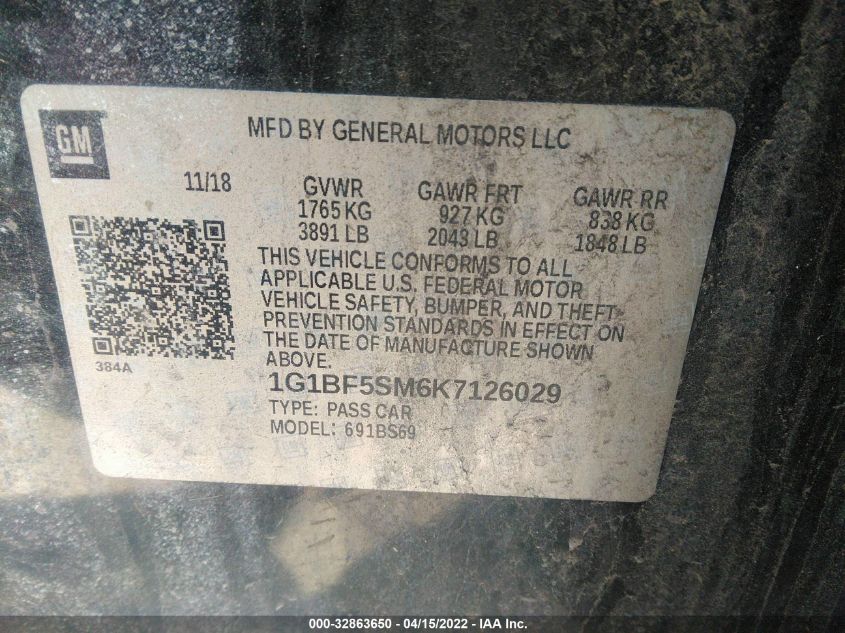 GM
MFD BY GENERAL MOTORS LLC
11/18 GVWR GAWR FRT GAWR RR
1765 KG 927 KG 838 KG
3891 LB 2043 LB 1848 LB
THIS VEHICLE CONFORMS TO ALL
APPLICABLE U.S. FEDERAL MOTOR
VEHICLE SAFETY, BUMPER, AND THEFT
PREVENTION STANDARDS IN EFFECT ON
THE DATE OF MANUFACTURE SHOWN
ABOVE.
384A
1G1BF5SM6K7126029
TYPE: PASS CAR
MODEL: 691BS69
000-32863650 - 04/15/2022 - IAA Inc.